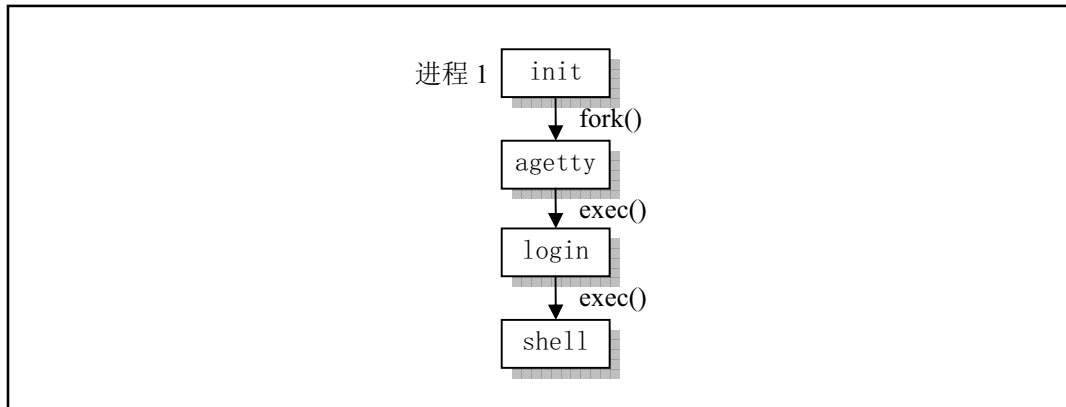 进程 1 init
fork()
agetty
exec()
login
exec()
shell